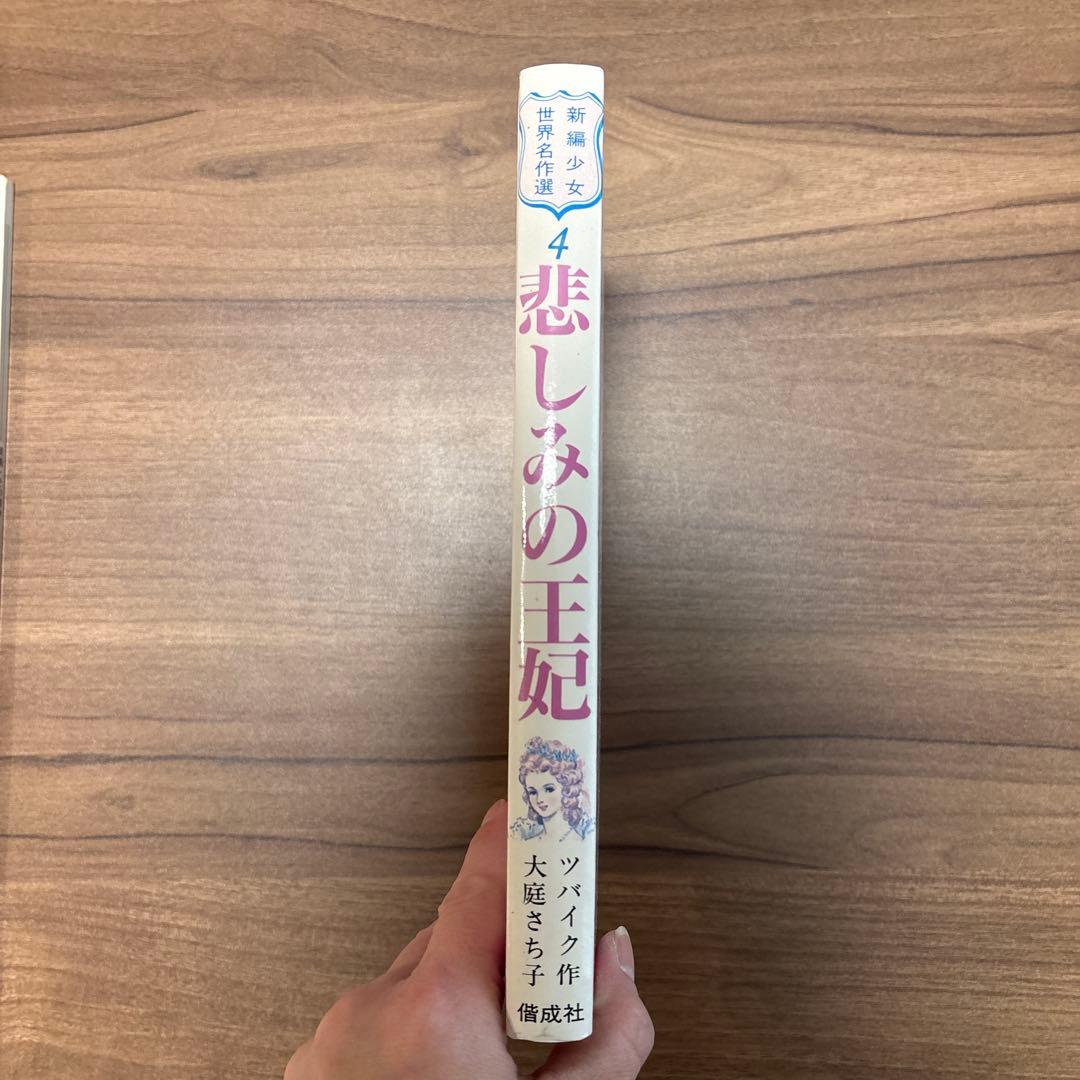 新編少女
世界名作選
4
悲しみの王妃
ツバイク作
大庭さち子
偕成社